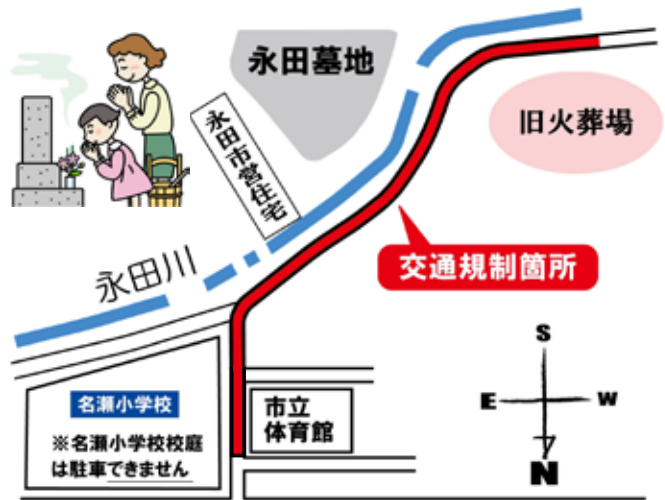 永田墓地
旧火葬場
永田市営住宅
永田川
交通規制箇所
名瀬小学校
※名瀬小学校校庭
は駐車できません
市立
体育館
S
E
W
N